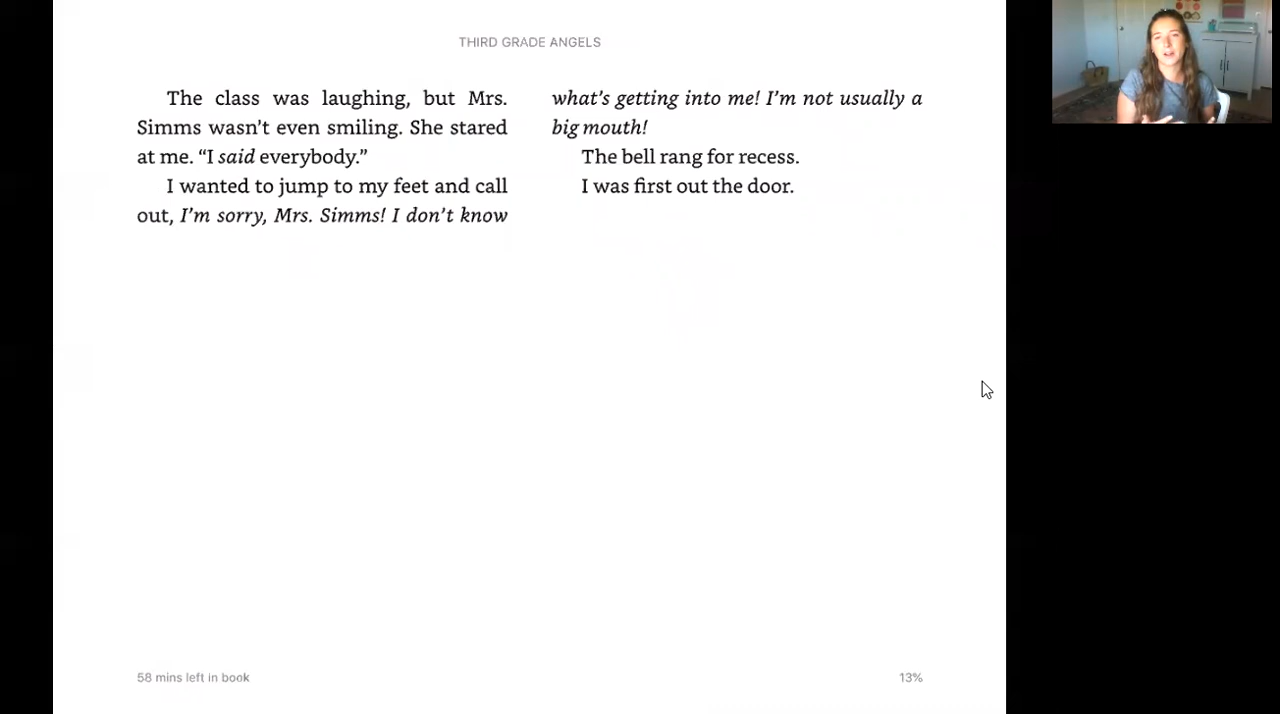 THIRD GRADE ANGELS
The class was laughing, but Mrs.
Simms wasn’t even smiling. She stared
at me. “I said everybody.”
I wanted to jump to my feet and call
out, I’m sorry, Mrs. Simms! I don’t know
what’s getting into me! I’m not usually a
big mouth!
The bell rang for recess.
I was first out the door.
58 mins left in book
13%